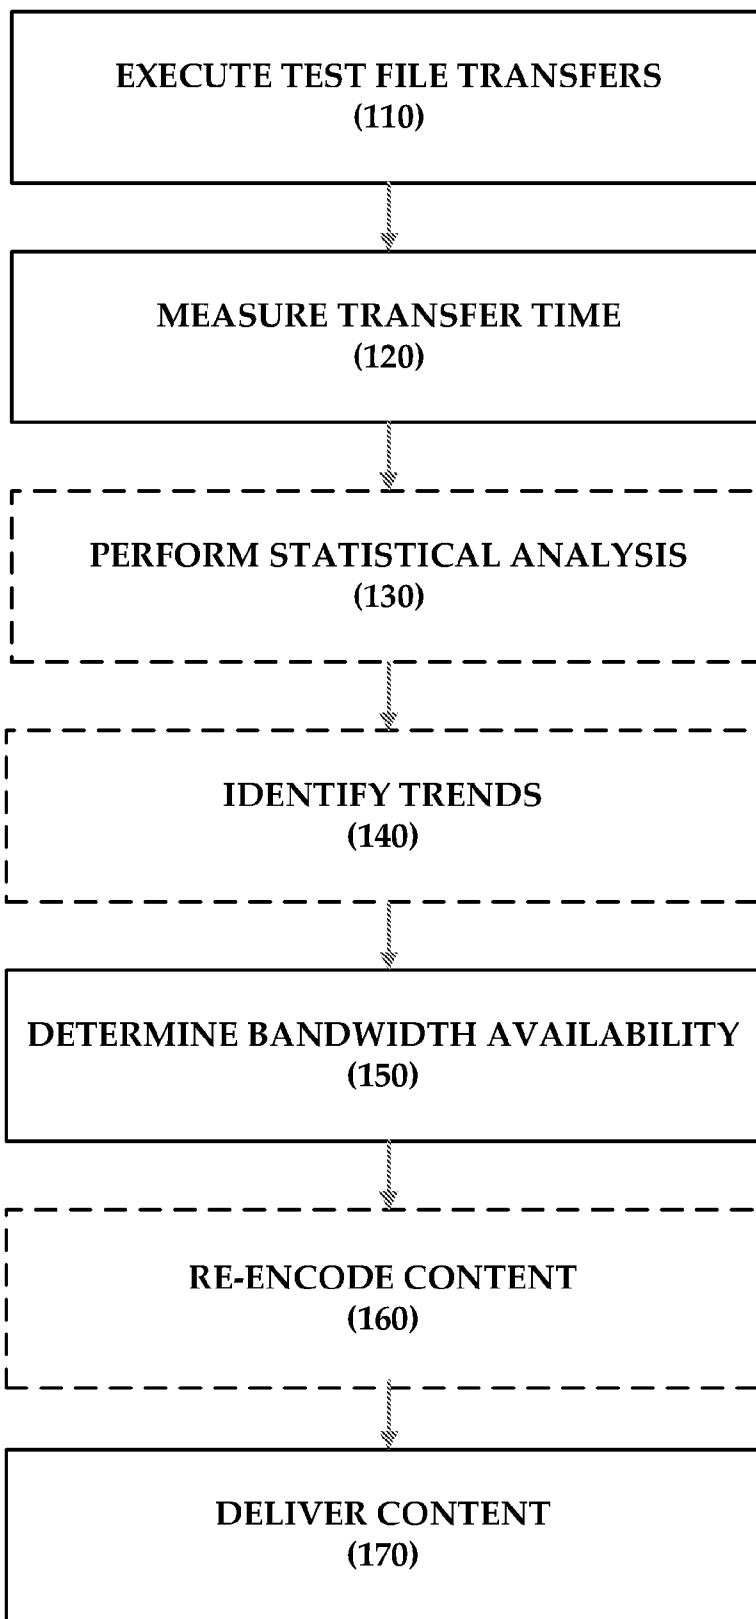 EXECUTE TEST FILE TRANSFERS
(110)
MEASURE TRANSFER TIME
(120)
PERFORM STATISTICAL ANALYSIS
(130)
IDENTIFY TRENDS
(140)
DETERMINE BANDWIDTH AVAILABILITY
(150)
RE-ENCODE CONTENT
(160)
DELIVER CONTENT
(170)